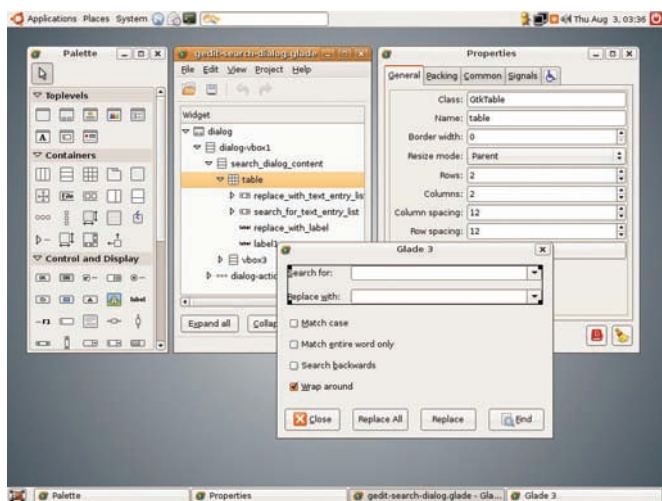 Applications Places System
Thu Aug 3, 03:36
Palette
Toplevels
Containers
Control and Display
label
gedit-search-dialog.glade
File Edit View Project Help
Widget
dialog
dialog-vbox1
search_dialog_content
table
replace_with_text_entry_lis
search_for_text_entry_list
replace_with_label
label1
vbox3
dialog-actio
Expand all
Collap
Properties
General Packing Common Signals
Class: GtkTable
Name: table
Border width: 0
Resize mode: Parent
Rows: 2
Columns: 2
Column spacing: 12
Row spacing: 12
Glade 3
Search for:
Replace with:
Match case
Match entire word only
Search backwards
Wrap around
Close Replace All Replace Find
Palette
Properties
gedit-search-dialog.glade - Gla...
Glade 3